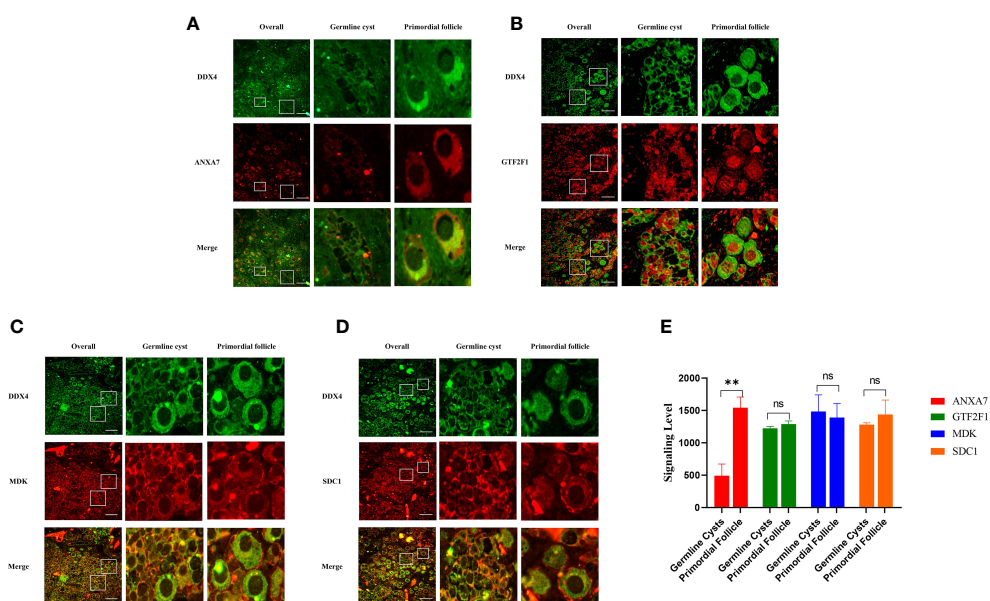 A
Overall Germline cyst Primordial follicle
DDX4
ANXA7
Merge
B
Overall Germline cyst Primordial follicle
DDX4
GTF2F1
Merge
C
Overall Germline cyst Primordial follicle
DDX4
MDK
Merge
D
Overall Germline cyst Primordial follicle
DDX4
SDC1
Merge
E
Signaling Level
2000
1500
1000
500
0
**
ns
ns
ns
Germline Cysts
Primordial Follicle
Germline Cysts
Primordial Follicle
Germline Cysts
Primordial Follicle
Germline Cysts
Primordial Follicle
ANXA7
GTF2F1
MDK
SDC1